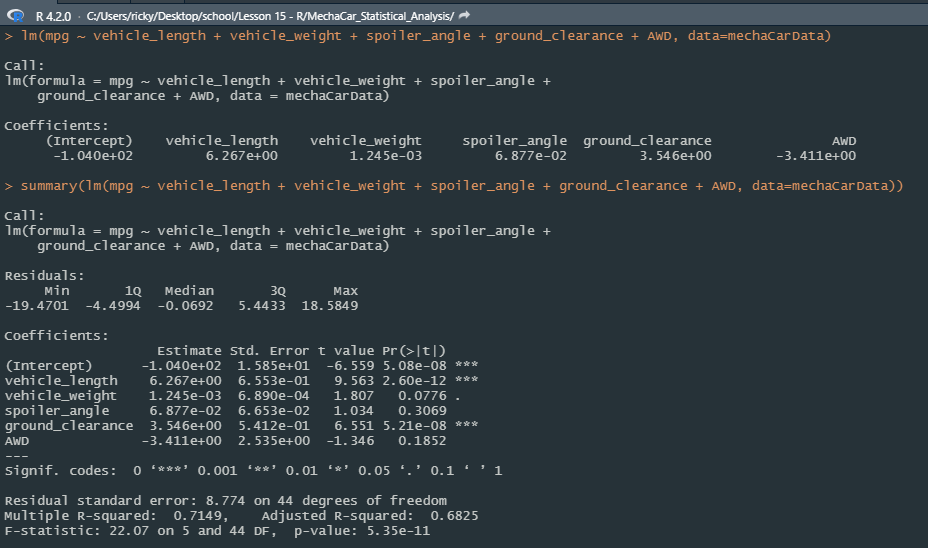 R 4.2.0 · C:/Users/ricky/Desktop/school/Lesson 15 - R/MechaCar_Statistical_Analysis/
> lm(mpg ~ vehicle_length + vehicle_weight + spoiler_angle + ground_clearance + AWD, data=mechaCarData)
Call:
lm(formula = mpg ~ vehicle_length + vehicle_weight + spoiler_angle +
    ground_clearance + AWD, data = mechaCarData)
Coefficients:
     (Intercept)    vehicle_length    vehicle_weight     spoiler_angle  ground_clearance               AWD
      -1.040e+02         6.267e+00         1.245e-03         6.877e-02         3.546e+00        -3.411e+00
> summary(lm(mpg ~ vehicle_length + vehicle_weight + spoiler_angle + ground_clearance + AWD, data=mechaCarData))
Call:
lm(formula = mpg ~ vehicle_length + vehicle_weight + spoiler_angle +
    ground_clearance + AWD, data = mechaCarData)
Residuals:
     Min       1Q   Median       3Q      Max
-19.4701  -4.4994  -0.0692   5.4433  18.5849
Coefficients:
                   Estimate Std. Error t value Pr(>|t|)
(Intercept)      -1.040e+02  1.585e+01  -6.559 5.08e-08 ***
vehicle_length    6.267e+00  6.553e-01   9.563 2.60e-12 ***
vehicle_weight    1.245e-03  6.890e-04   1.807   0.0776 .
spoiler_angle     6.877e-02  6.653e-02   1.034   0.3069
ground_clearance  3.546e+00  5.412e-01   6.551 5.21e-08 ***
AWD              -3.411e+00  2.535e+00  -1.346   0.1852
---
Signif. codes:  0 ‘***’ 0.001 ‘**’ 0.01 ‘*’ 0.05 ‘.’ 0.1 ‘ ’ 1
Residual standard error: 8.774 on 44 degrees of freedom
Multiple R-squared:  0.7149,    Adjusted R-squared:  0.6825
F-statistic: 22.07 on 5 and 44 DF,  p-value: 5.35e-11